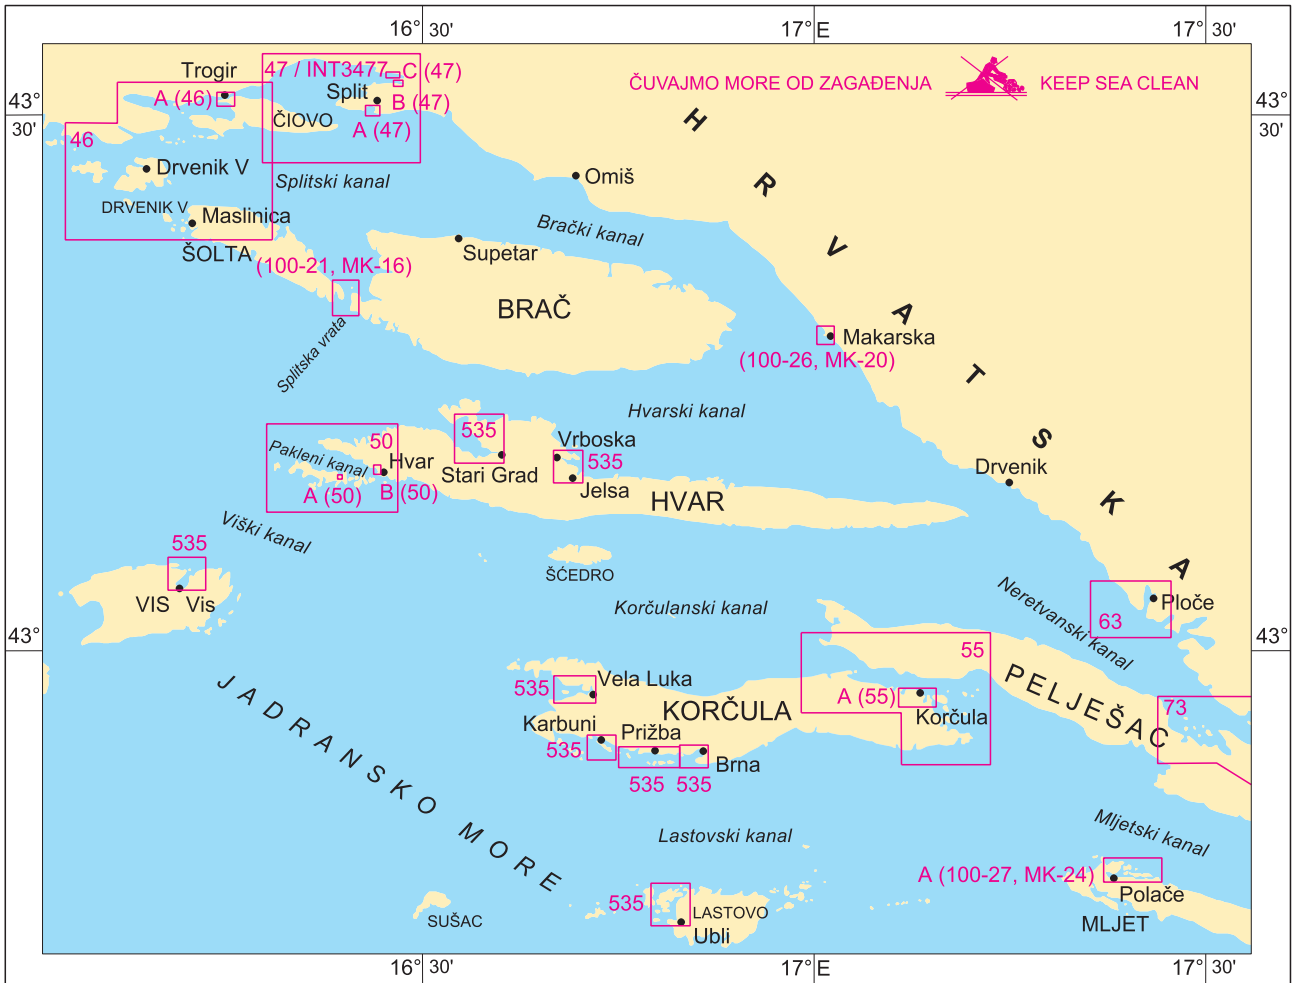 16° 30'
17° E
17° 30'
43° 30'
43° 30'
ČUVAJMO MORE OD ZAGAĐENJA
KEEP SEA CLEAN
Trogir
A (46)
46
47 / INT3477
C (47)
Split
B (47)
A (47)
ČIOVO
Drvenik V
DRVENIK V
Splitski kanal
Maslinica
ŠOLTA
Omiš
Brački kanal
Supetar
(100-21, MK-16)
BRAČ
Splitska vrata
Makarska
(100-26, MK-20)
HRVATSKA
Hvarski kanal
535
50
Pakleni kanal
Hvar
A (50)
B (50)
Stari Grad
Vrboska
535
Jelsa
HVAR
Drvenik
Viški kanal
535
VIS
Vis
ŠĆEDRO
Korčulanski kanal
Neretvanski kanal
Ploče
63
43°
43°
55
PELJEŠAC
73
535
Vela Luka
KORČULA
A (55)
Korčula
Karbuni
535
Prižba
535
535
Brna
JADRANSKO MORE
Lastovski kanal
Mljetski kanal
A (100-27, MK-24)
Polače
MLJET
535
LASTOVO
Ubli
SUŠAC
16° 30'
17° E
17° 30'